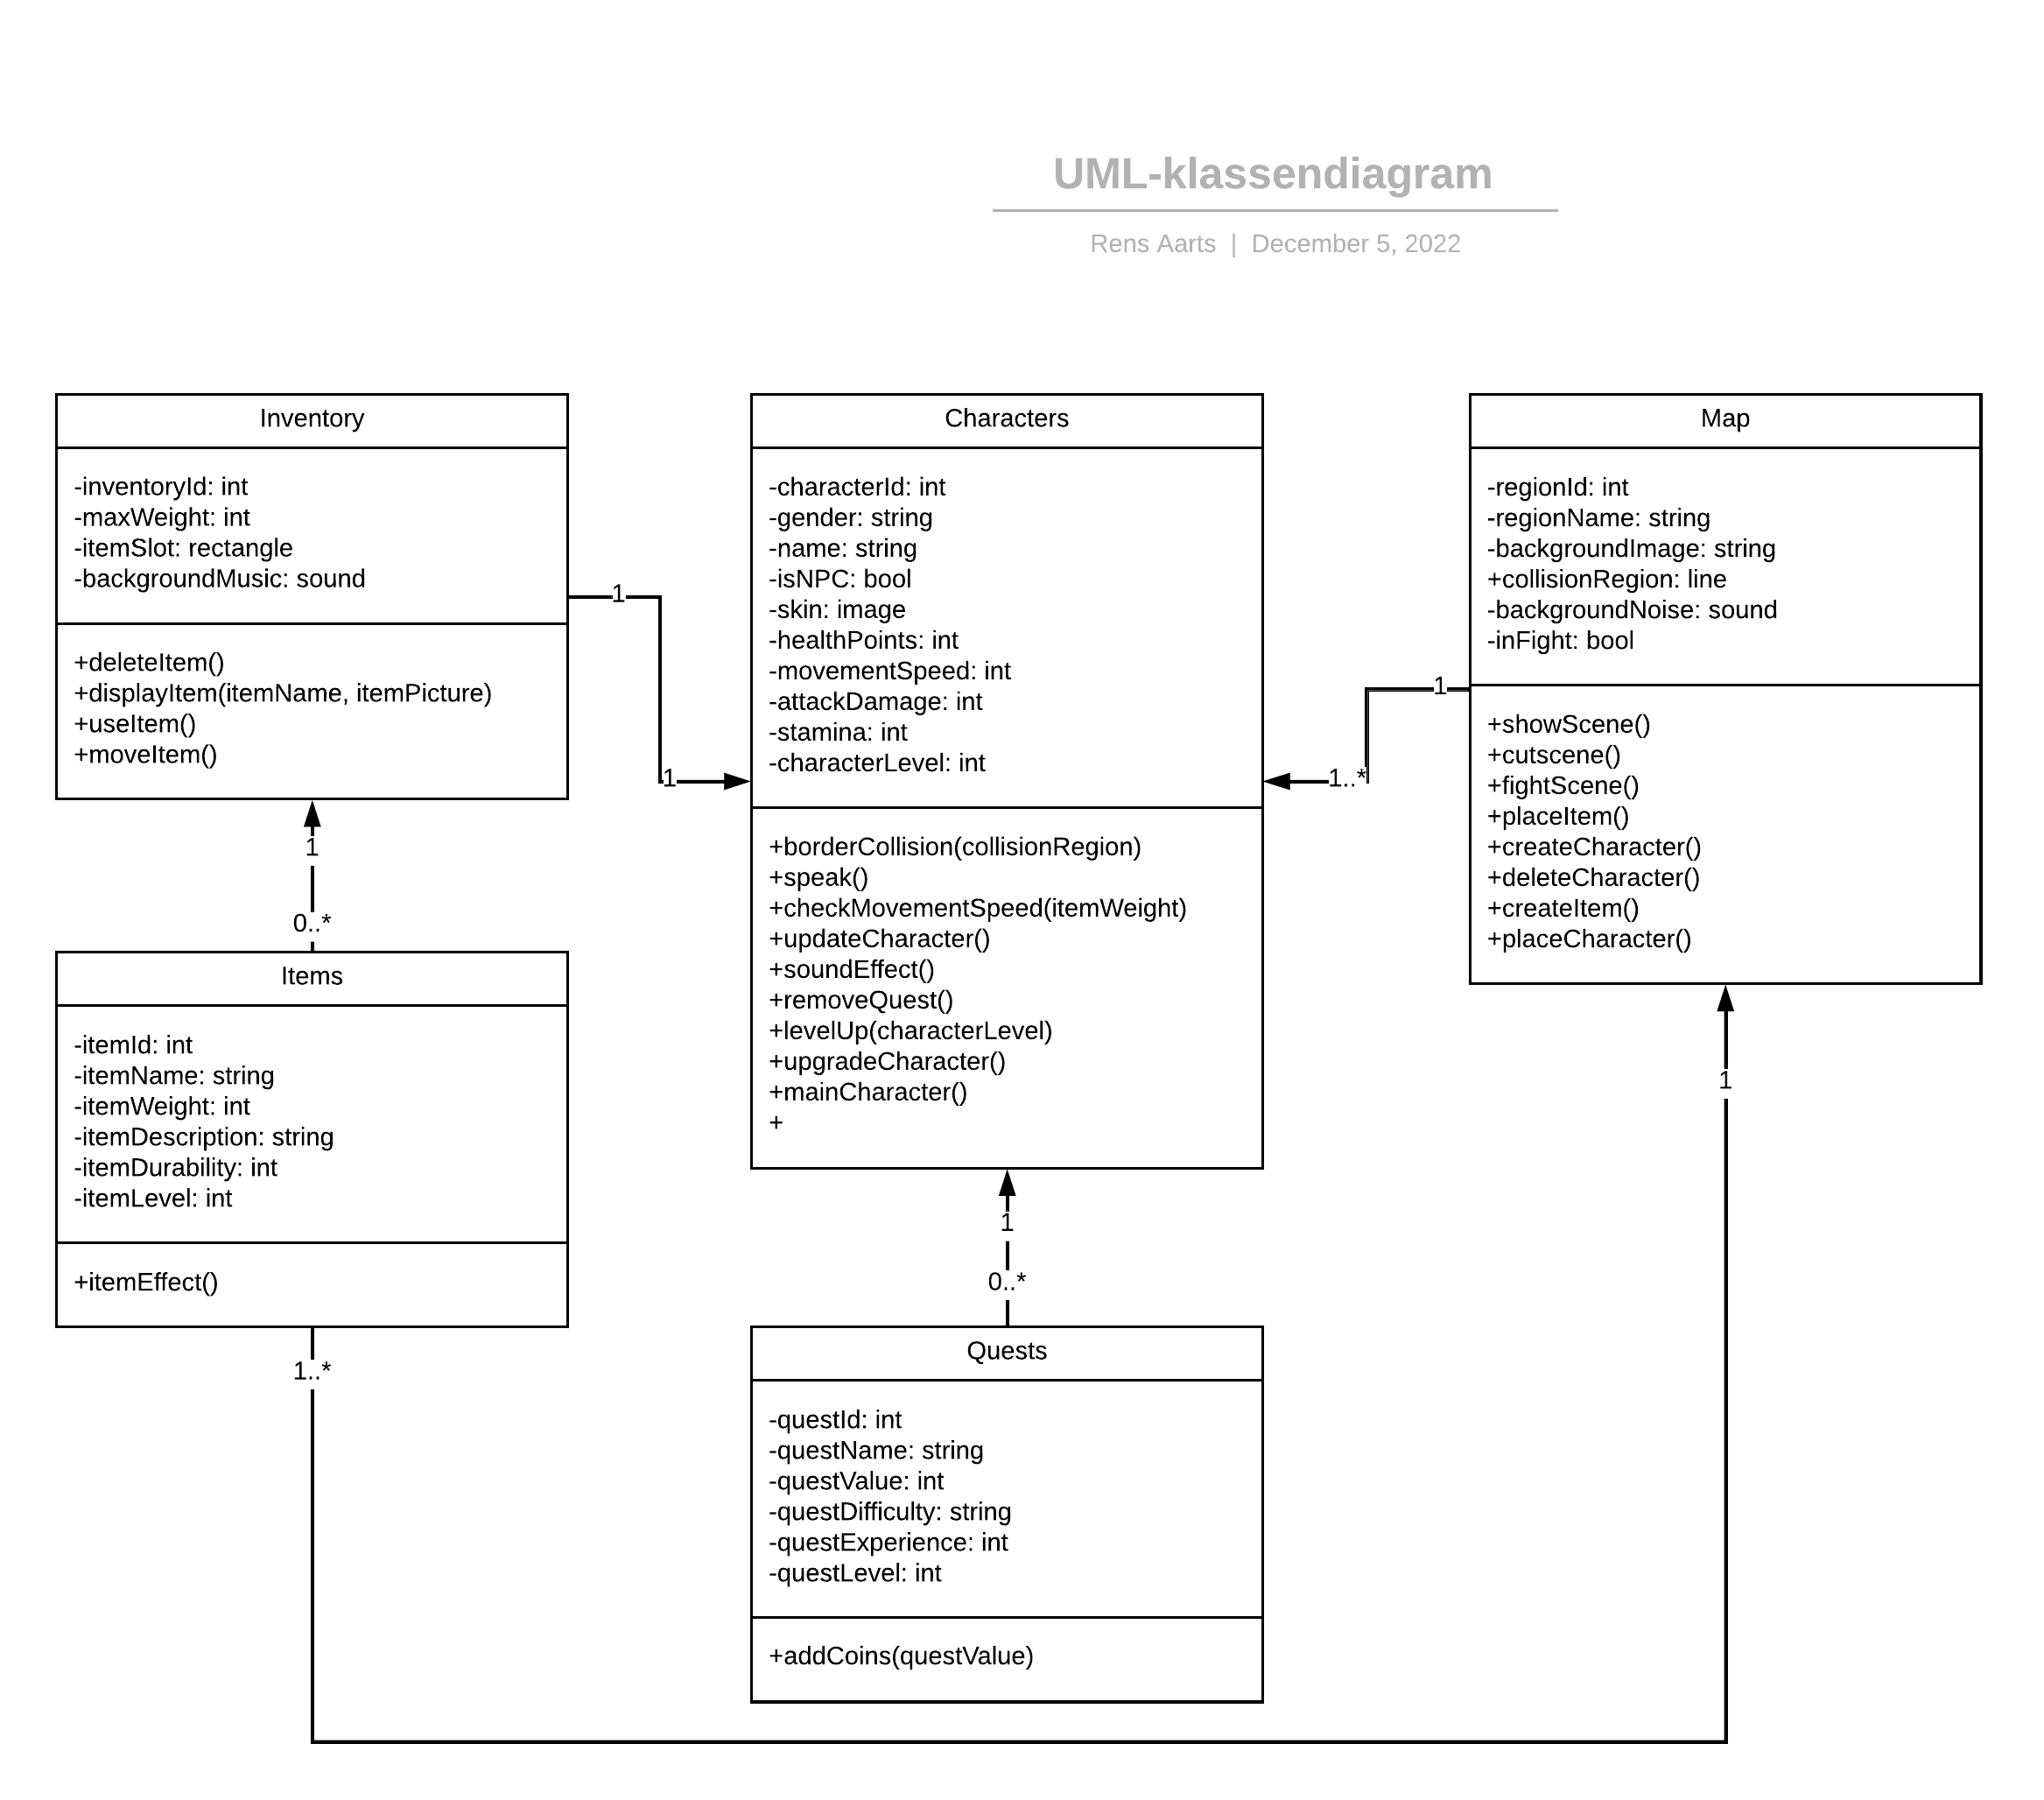 UML-klassendiagram
Rens Aarts | December 5, 2022
Inventory
-inventoryId: int
-maxWeight: int
-itemSlot: rectangle
-backgroundMusic: sound
+deleteItem()
+displayItem(itemName, itemPicture)
+useItem()
+moveItem()
1
1
Characters
-characterId: int
-gender: string
-name: string
-isNPC: bool
-skin: image
-healthPoints: int
-movementSpeed: int
-attackDamage: int
-stamina: int
-characterLevel: int
+borderCollision(collisionRegion)
+speak()
+checkMovementSpeed(itemWeight)
+updateCharacter()
+soundEffect()
+removeQuest()
+levelUp(characterLevel)
+upgradeCharacter()
+mainCharacter()
+
1
1..*
Map
-regionId: int
-regionName: string
-backgroundImage: string
+collisionRegion: line
-backgroundNoise: sound
-inFight: bool
+showScene()
+cutscene()
+fightScene()
+placeItem()
+createCharacter()
+deleteCharacter()
+createItem()
+placeCharacter()
1
0..*
Items
-itemId: int
-itemName: string
-itemWeight: int
-itemDescription: string
-itemDurability: int
-itemLevel: int
+itemEffect()
1..*
1
1
0..*
Quests
-questId: int
-questName: string
-questValue: int
-questDifficulty: string
-questExperience: int
-questLevel: int
+addCoins(questValue)